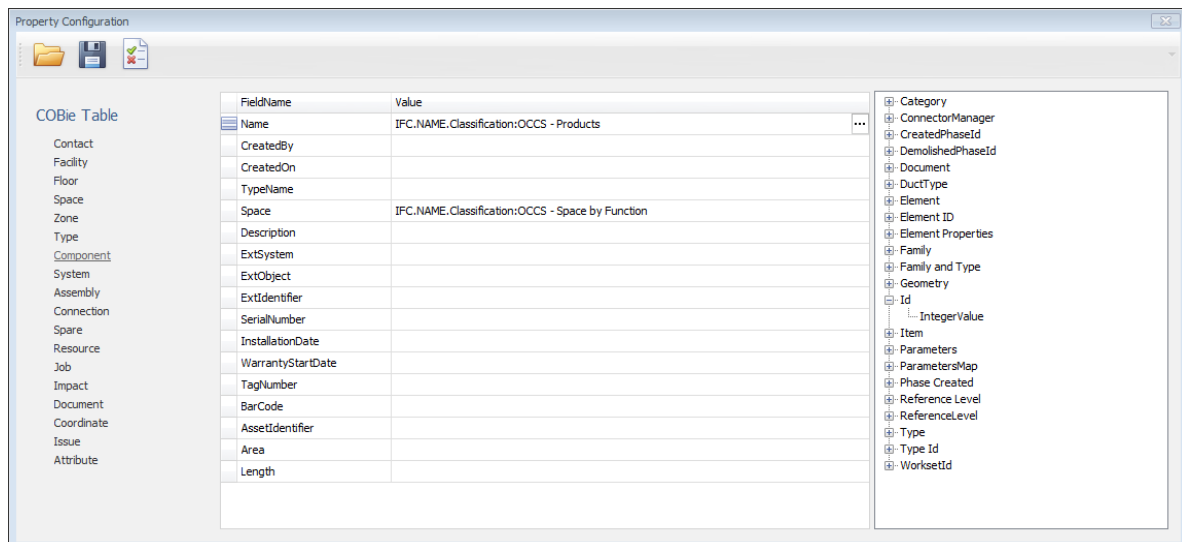 Property Configuration
COBie Table
Contact
Facility
Floor
Space
Zone
Type
Component
System
Assembly
Connection
Spare
Resource
Job
Impact
Document
Coordinate
Issue
Attribute
FieldName Value
Name IFC.NAME.Classification:OCCS - Products ...
CreatedBy
CreatedOn
TypeName
Space IFC.NAME.Classification:OCCS - Space by Function
Description
ExtSystem
ExtObject
ExtIdentifier
SerialNumber
InstallationDate
WarrantyStartDate
TagNumber
BarCode
AssetIdentifier
Area
Length
Category
ConnectorManager
CreatedPhaseId
DemolishedPhaseId
Document
DuctType
Element
Element ID
Element Properties
Family
Family and Type
Geometry
Id
IntegerValue
Item
Parameters
ParametersMap
Phase Created
Reference Level
ReferenceLevel
Type
Type Id
WorksetId